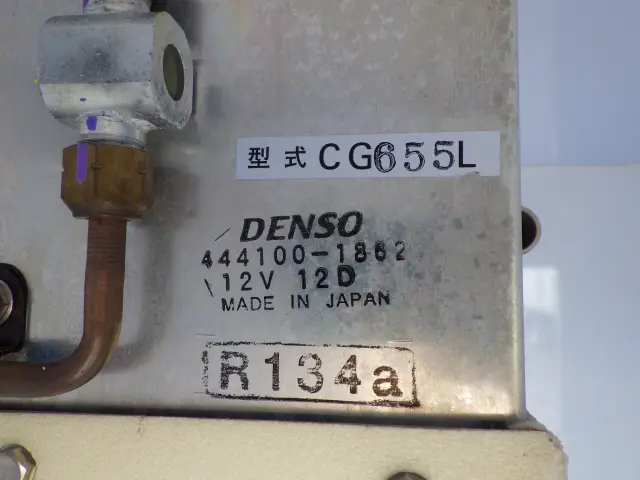 型式 CG655L
DENSO
444100-1862
12V 12D
MADE IN JAPAN
R134a